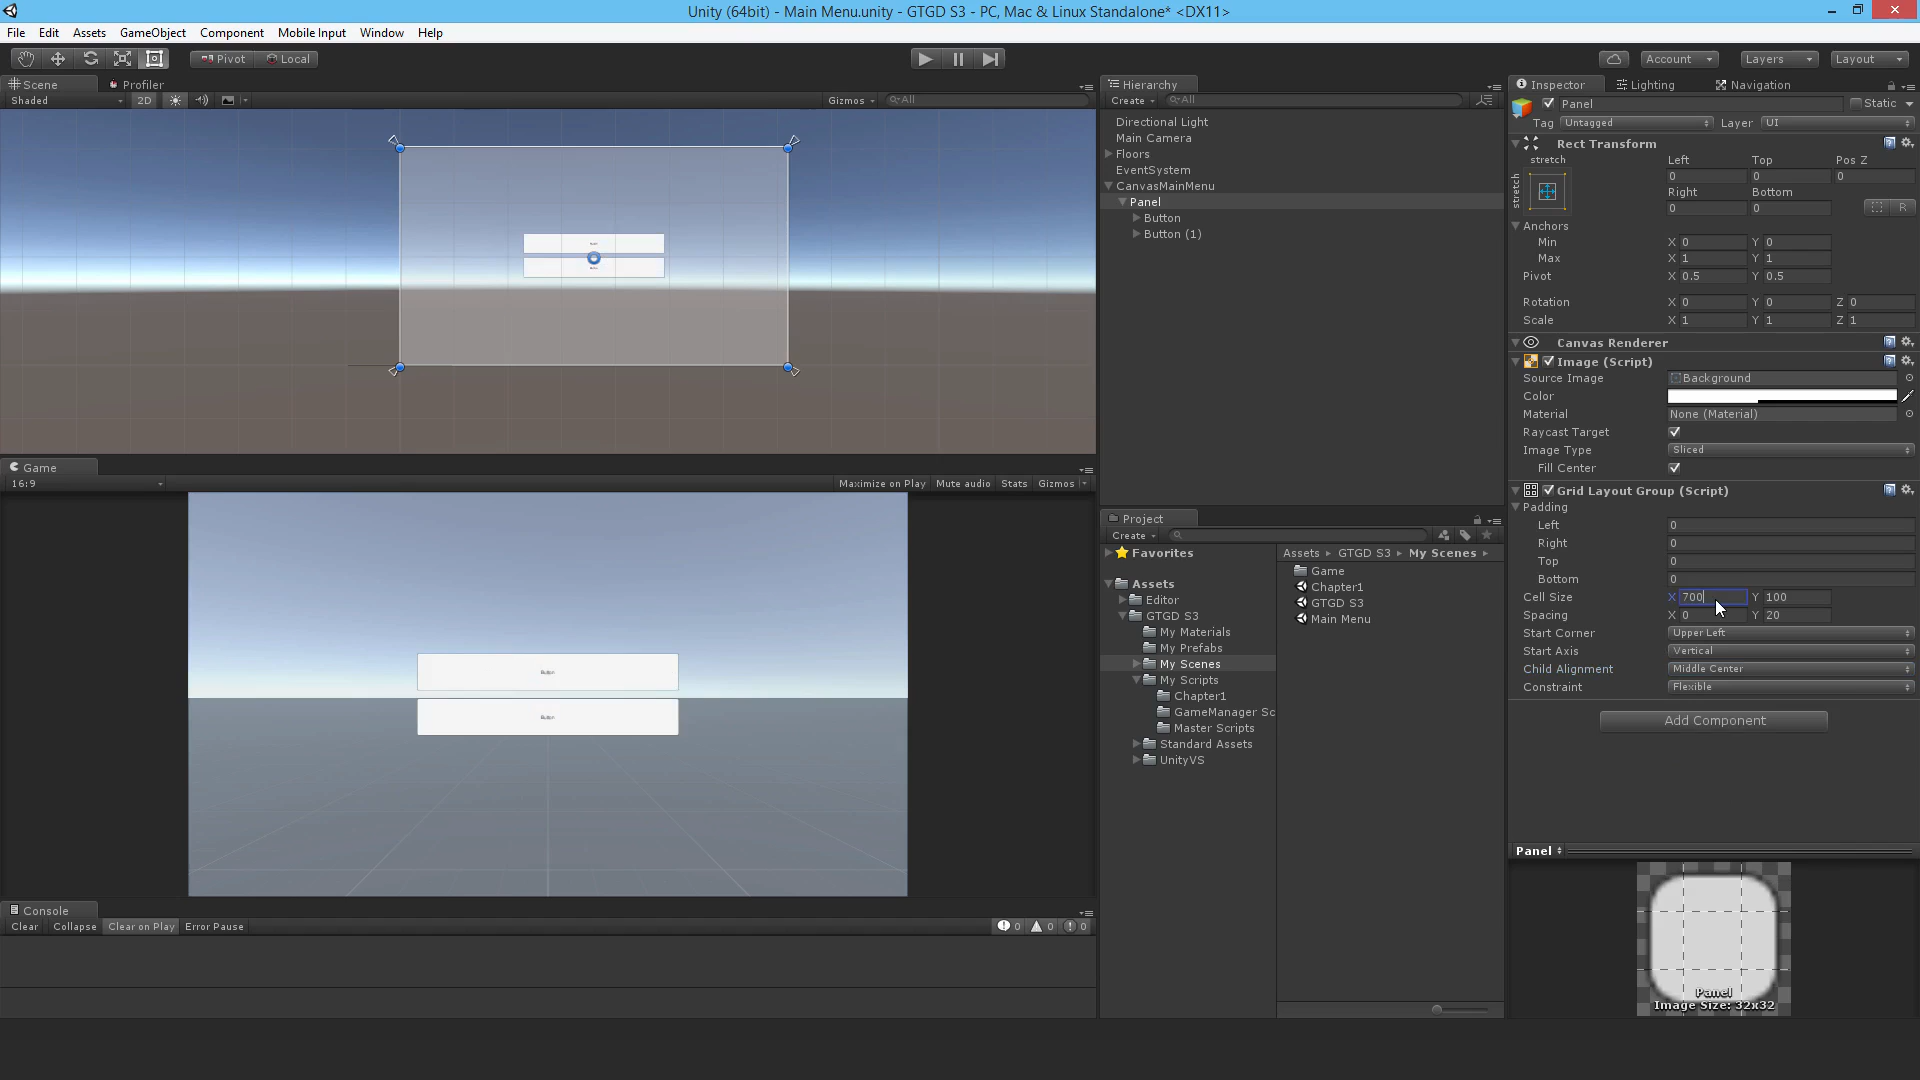 Unity (64bit) - Main Menu.unity - GTGD S3 - PC, Mac & Linux Standalone* <DX11>
File Edit Assets GameObject Component Mobile Input Window Help
Pivot Local Account Layers Layout
Scene Profiler
Shaded 2D Gizmos All
Hierarchy
Create All
Directional Light
Main Camera
Floors
EventSystem
CanvasMainMenu
Panel
Button
Button (1)
Game
16:9 Maximize on Play Mute audio Stats Gizmos
Button
Button
Project
Create
Favorites
Assets
Editor
GTGD S3
My Materials
My Prefabs
My Scenes
My Scripts
Chapter1
GameManager Sc
Master Scripts
Standard Assets
UnityVS
Assets GTGD S3 My Scenes
Game
Chapter1
GTGD S3
Main Menu
Console
Clear Collapse Clear on Play Error Pause 0 0 0
Inspector Lighting Navigation
Panel Static
Tag Untagged Layer UI
Rect Transform
stretch Left Top Pos Z
stretch 0 0 0
Right Bottom
0 0 R
Anchors
Min X 0 Y 0
Max X 1 Y 1
Pivot X 0.5 Y 0.5
Rotation X 0 Y 0 Z 0
Scale X 1 Y 1 Z 1
Canvas Renderer
Image (Script)
Source Image Background
Color
Material None (Material)
Raycast Target
Image Type Sliced
Fill Center
Grid Layout Group (Script)
Padding
Left 0
Right 0
Top 0
Bottom 0
Cell Size X 700 Y 100
Spacing X 0 Y 20
Start Corner Upper Left
Start Axis Vertical
Child Alignment Middle Center
Constraint Flexible
Add Component
Panel
Panel
Image Size: 32x32